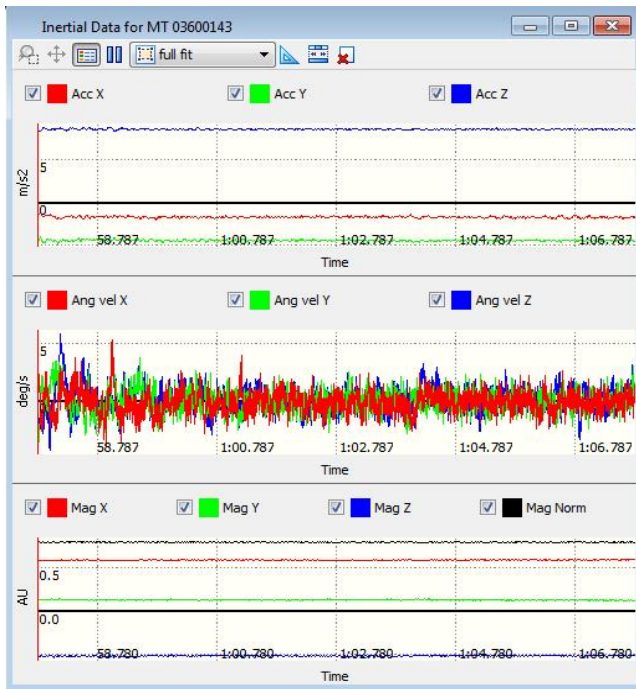 Inertial Data for MT 03600143
full fit
Acc X Acc Y Acc Z
m/s2
5
0
58.787 1:00.787 1:02.787 1:04.787 1:06.787
Time
Ang vel X Ang vel Y Ang vel Z
deg/s
5
58.787 1:00.787 1:02.787 1:04.787 1:06.787
Time
Mag X Mag Y Mag Z Mag Norm
AU
0.5
0.0
58.780 1:00.780 1:02.780 1:04.780 1:06.780
Time